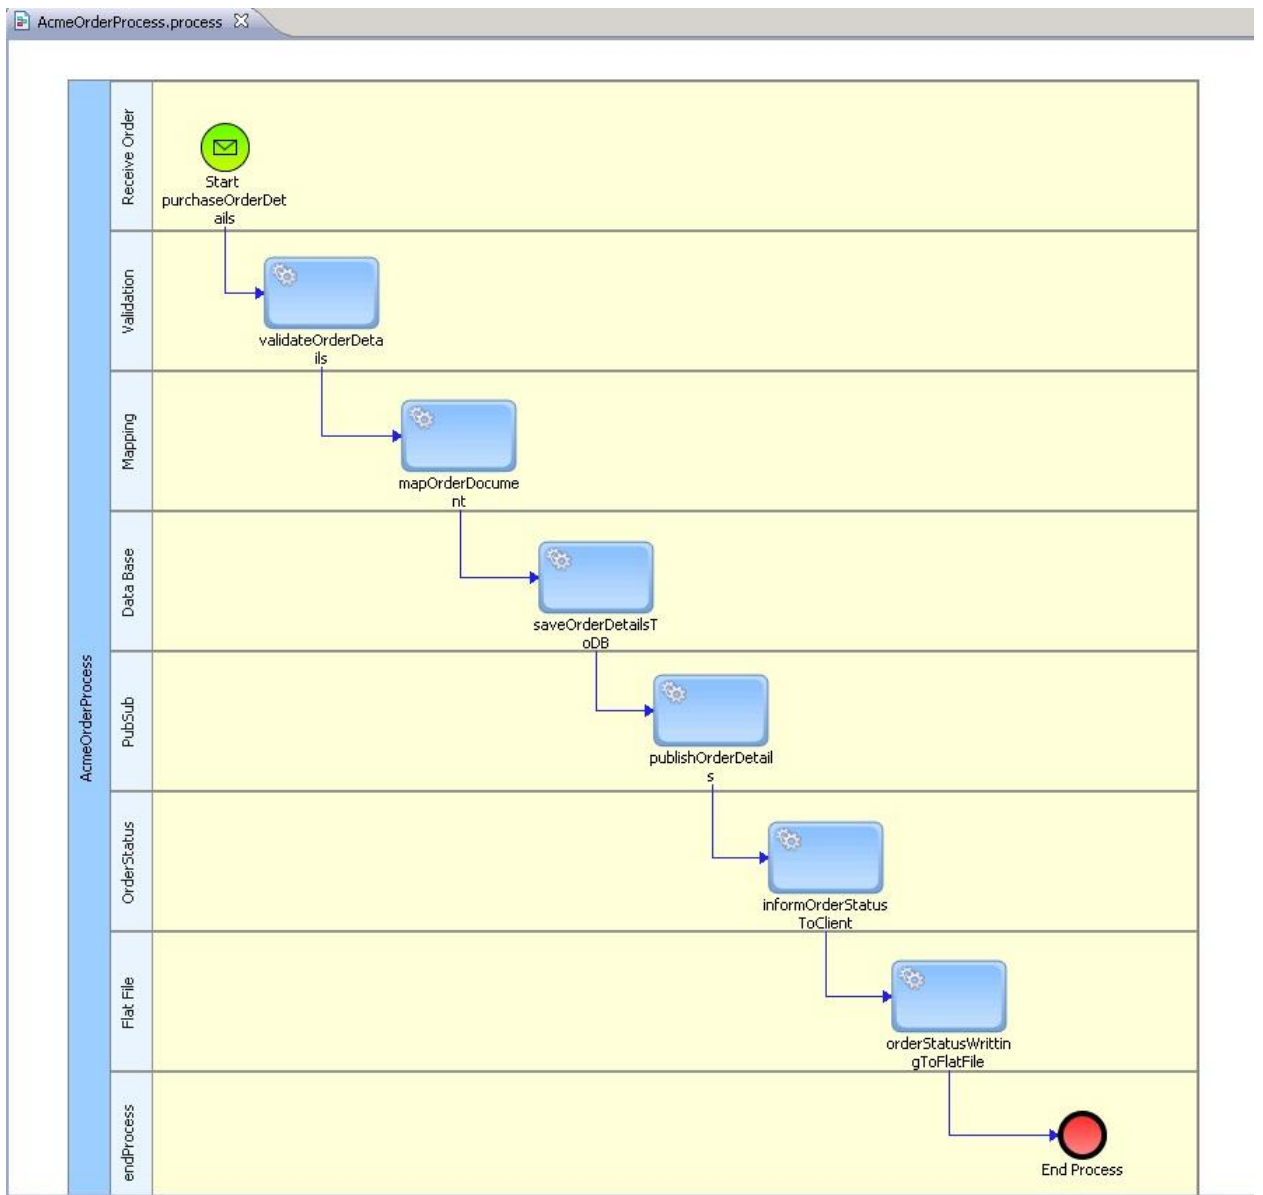 AcmeOrderProcess.process
AcmeOrderProcess
Receive Order
Start
purchaseOrderDet
ails
Validation
validateOrderDeta
ils
Mapping
mapOrderDocume
nt
Data Base
saveOrderDetailsT
oDB
PubSub
publishOrderDetail
s
OrderStatus
informOrderStatus
ToClient
Flat File
orderStatusWrittin
gToFlatFile
endProcess
End Process